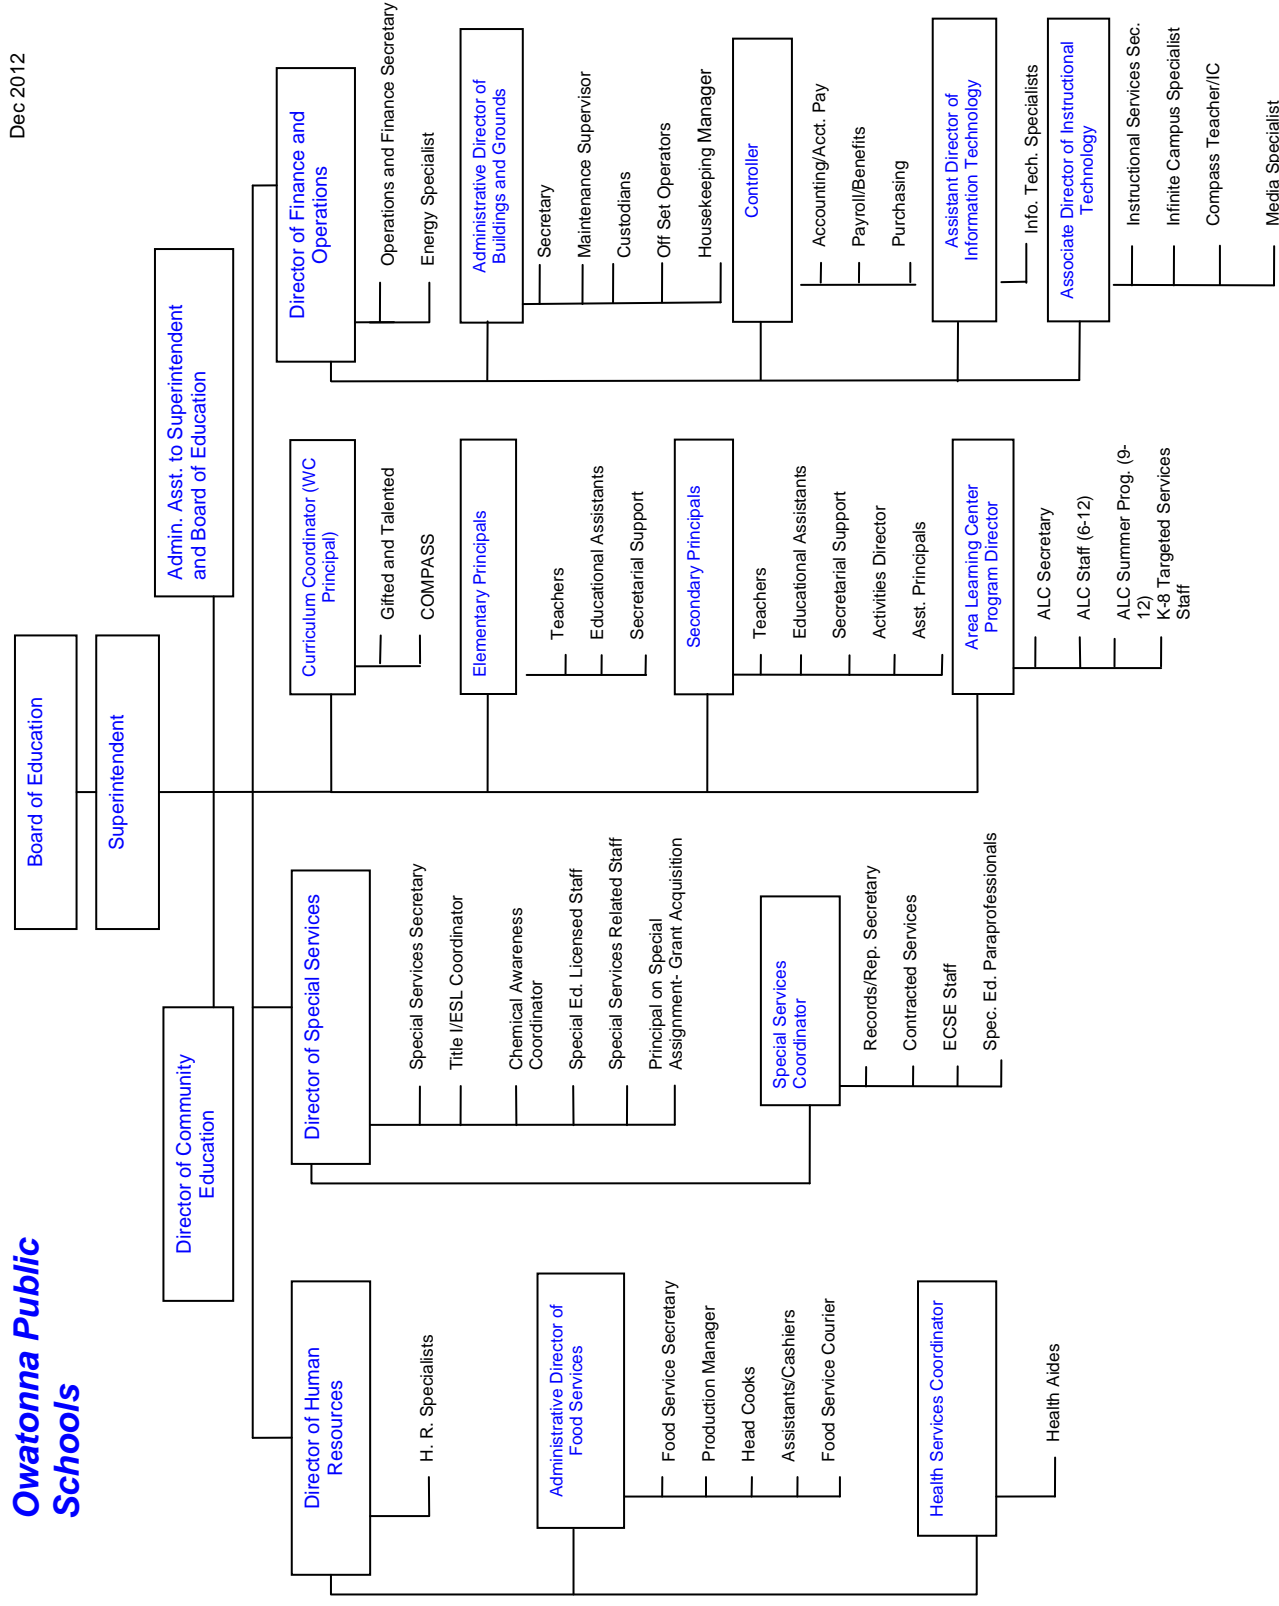 Owatonna Public
Schools
Dec 2012
Board of Education
Superintendent
Director of Community
Education
Admin. Asst. to Superintendent
and Board of Education
Director of Human
Resources
H. R. Specialists
Administrative Director of
Food Services
Food Service Secretary
Production Manager
Head Cooks
Assistants/Cashiers
Food Service Courier
Health Services Coordinator
Health Aides
Director of Special Services
Special Services Secretary
Title I/ESL Coordinator
Chemical Awareness
Coordinator
Special Ed. Licensed Staff
Special Services Related Staff
Principal on Special
Assignment- Grant Acquisition
Special Services
Coordinator
Records/Rep. Secretary
Contracted Services
ECSE Staff
Spec. Ed. Paraprofessionals
Curriculum Coordinator (WC
Principal)
Gifted and Talented
COMPASS
Elementary Principals
Teachers
Educational Assistants
Secretarial Support
Secondary Principals
Teachers
Educational Assistants
Secretarial Support
Activities Director
Asst. Principals
Area Learning Center
Program Director
ALC Secretary
ALC Staff (6-12)
ALC Summer Prog. (9-
12)
K-8 Targeted Services
Staff
Director of Finance and
Operations
Operations and Finance Secretary
Energy Specialist
Administrative Director of
Buildings and Grounds
Secretary
Maintenance Supervisor
Custodians
Off Set Operators
Housekeeping Manager
Controller
Accounting/Acct. Pay
Payroll/Benefits
Purchasing
Assistant Director of
Information Technology
Info. Tech. Specialists
Associate Director of Instructional
Technology
Instructional Services Sec.
Infinite Campus Specialist
Compass Teacher/IC
Media Specialist